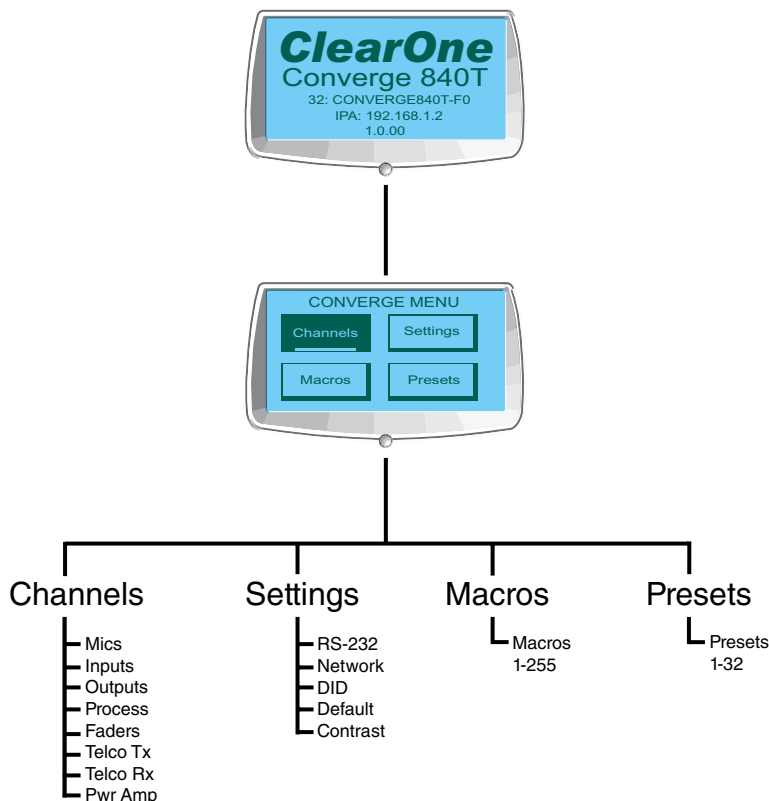 ClearOne
Converge 840T
32: CONVERGE840T-F0
IPA: 192.168.1.2
1.0.00
CONVERGE MENU
Channels
Settings
Macros
Presets
Channels
Mics
Inputs
Outputs
Process
Faders
Telco Tx
Telco Rx
Pwr Amp
Settings
RS-232
Network
DID
Default
Contrast
Macros
Macros
1-255
Presets
Presets
1-32